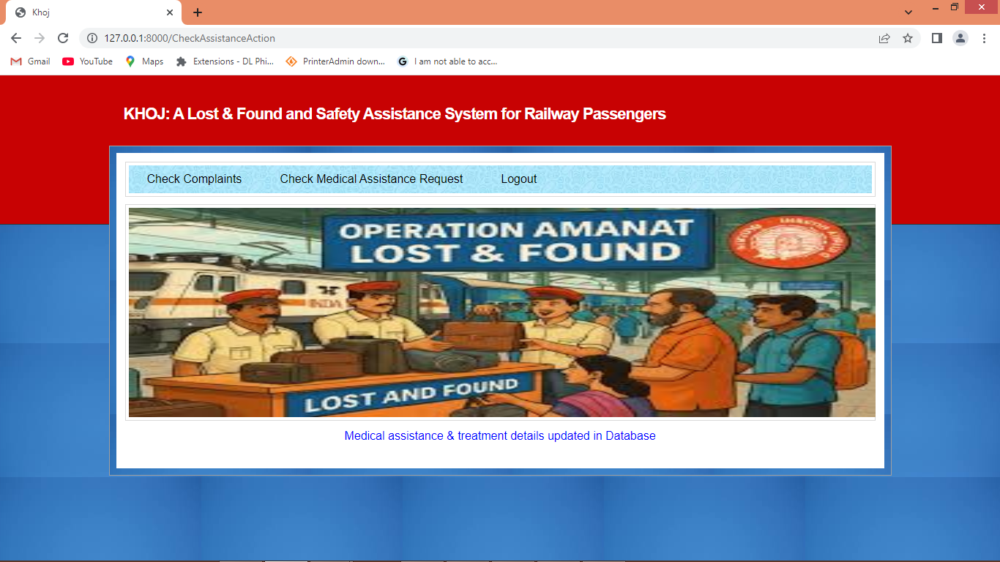 Khoj
127.0.0.1:8000/CheckAssistanceAction
Gmail YouTube Maps Extensions - DL Phi... PrinterAdmin down... I am not able to acc...
KHOJ: A Lost & Found and Safety Assistance System for Railway Passengers
Check Complaints Check Medical Assistance Request Logout
OPERATION AMANAT
LOST & FOUND
INDA
LOST AND FOUND
Medical assistance & treatment details updated in Database